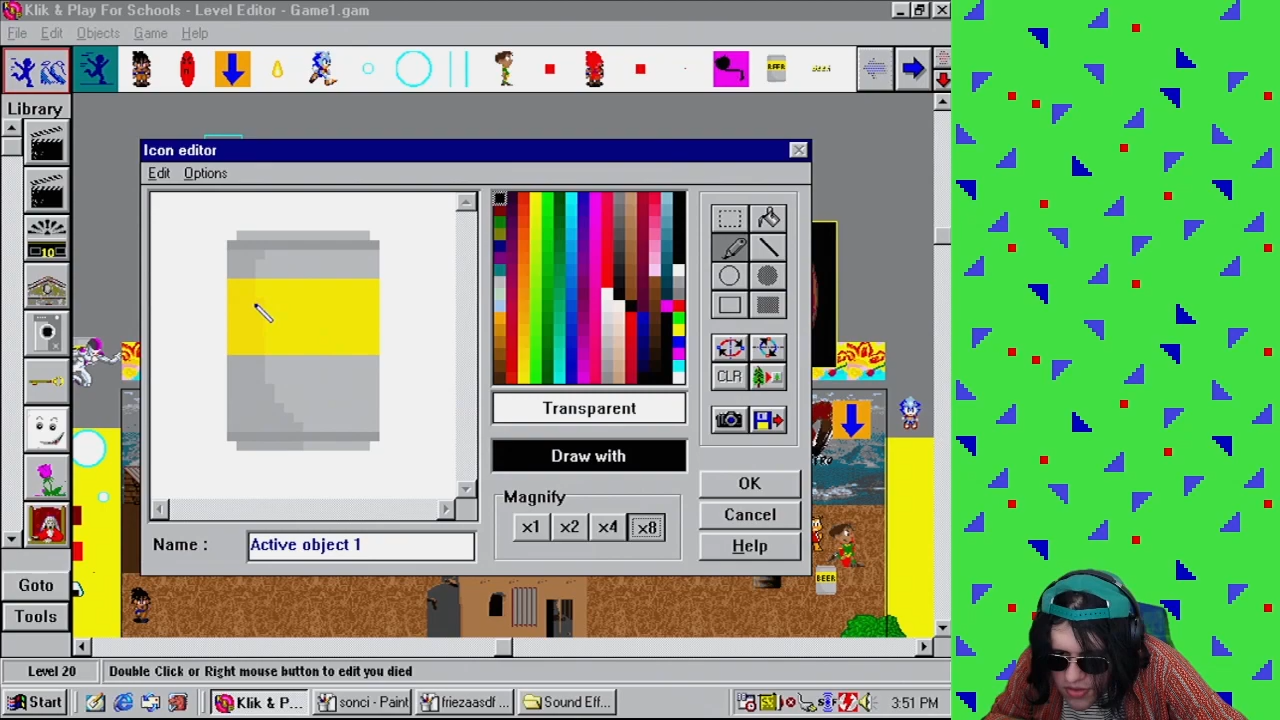 Klik & Play For Schools - Level Editor - Game1.gam
File Edit Objects Game Help
BEER BEER
Library
10
Icon editor
Edit Options
CLR
Transparent
Draw with
Magnify
x1 x2 x4 x8
OK
Cancel
Help
Name : Active object 1
BEER
Goto
Tools
Level 20 Double Click or Right mouse button to edit you died
Start Klik & P... sonci - Paint friezaasdf ... Sound Eff... 3:51 PM